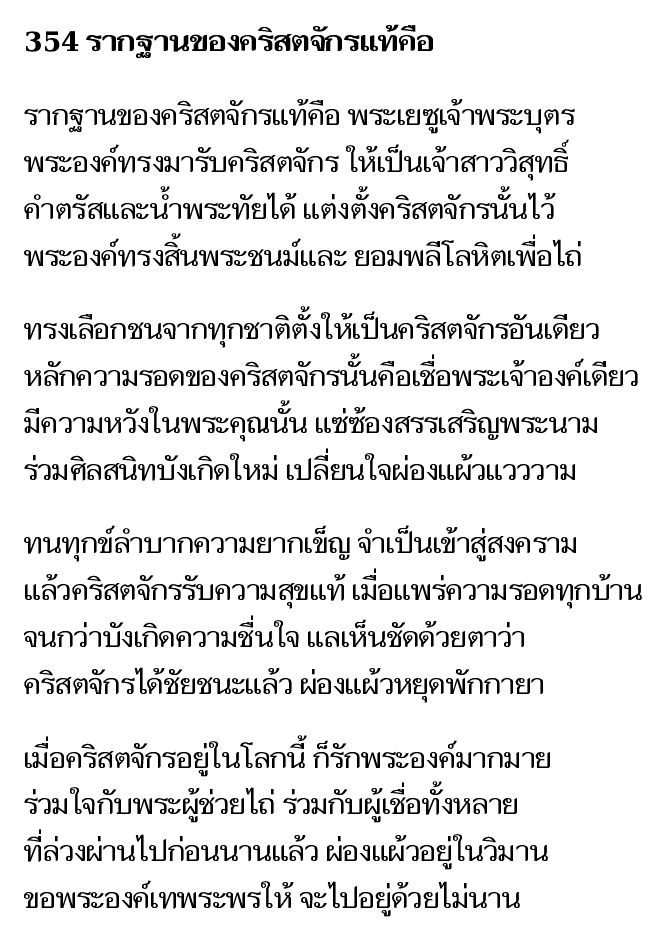 354 รากฐานของคริสตจักรแท้คือ
รากฐานของคริสตจักรแท้คือ พระเยซูเจ้าพระบุตร
พระองค์ทรงมารับคริสตจักร ให้เป็นเจ้าสาววิสุทธิ์
คำตรัสและน้ำพระทัยได้ แต่งตั้งคริสตจักรนั้นไว้
พระองค์ทรงสิ้นพระชนม์และ ยอมพลีโลหิตเพื่อไถ่
ทรงเลือกชนจากทุกชาติตั้งให้เป็นคริสตจักรอันเดียว
หลักความรอดของคริสตจักรนั้นคือเชื่อพระเจ้าองค์เดียว
มีความหวังในพระคุณนั้น แซ่ซ้องสรรเสริญพระนาม
ร่วมศิลสนิทบังเกิดใหม่ เปลี่ยนใจผ่องแผ้วแวววาม
ทนทุกข์ลำบากความยากเข็ญ จำเป็นเข้าสู่สงคราม
แล้วคริสตจักรรับความสุขแท้ เมื่อแพร่ความรอดทุกบ้าน
จนกว่าบังเกิดความชื่นใจ แลเห็นชัดด้วยตาว่า
คริสตจักรได้ชัยชนะแล้ว ผ่องแผ้วหยุดพักกายา
เมื่อคริสตจักรอยู่ในโลกนี้ ก็รักพระองค์มากมาย
ร่วมใจกับพระผู้ช่วยไถ่ ร่วมกับผู้เชื่อทั้งหลาย
ที่ล่วงผ่านไปก่อนนานแล้ว ผ่องแผ้วอยู่ในวิมาน
ขอพระองค์เทพระพรให้ จะไปอยู่ด้วยไม่นาน